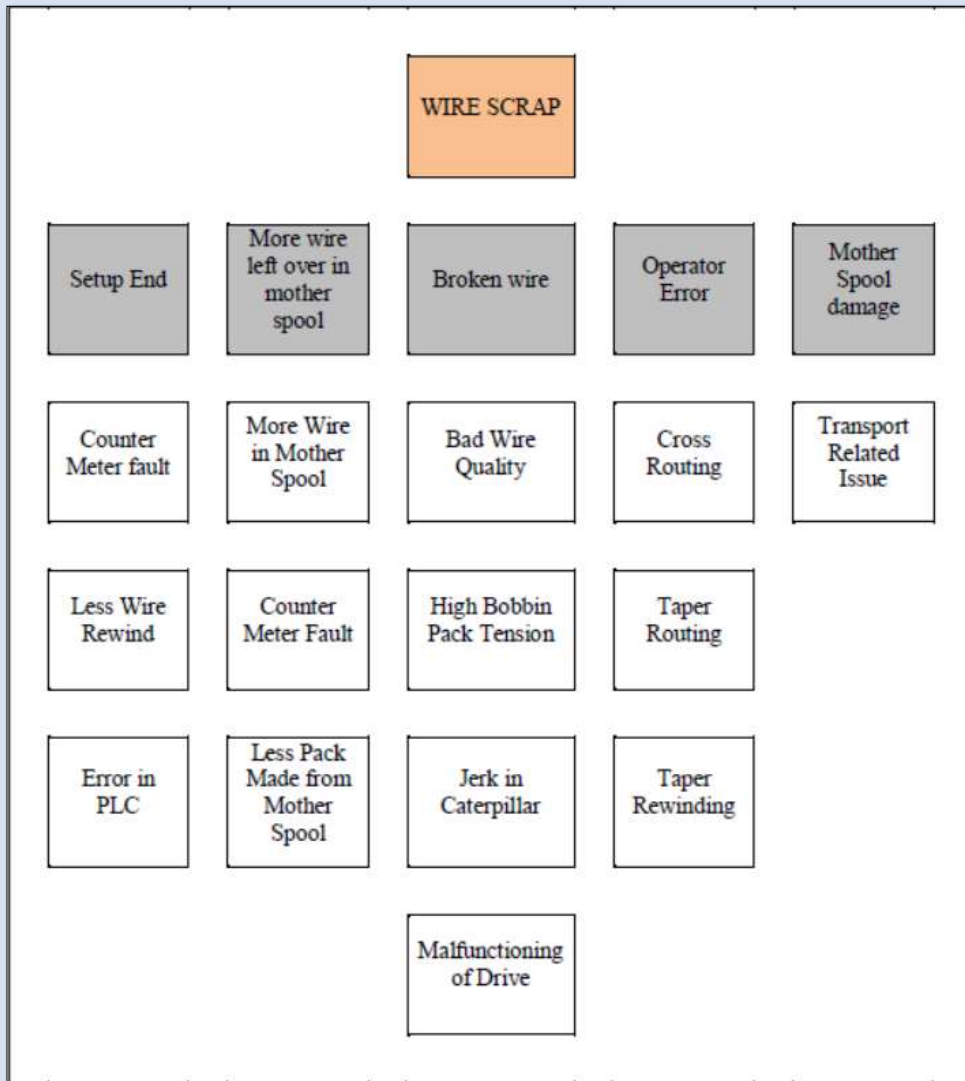 WIRE SCRAP
Setup End
More wire
left over in
mother
spool
Broken wire
Operator
Error
Mother
Spool
damage
Counter
Meter fault
More Wire
in Mother
Spool
Bad Wire
Quality
Cross
Routing
Transport
Related
Issue
Less Wire
Rewind
Counter
Meter Fault
High Bobbin
Pack Tension
Taper
Routing
Error in
PLC
Less Pack
Made from
Mother
Spool
Jerk in
Caterpillar
Taper
Rewinding
Malfunctioning
of Drive